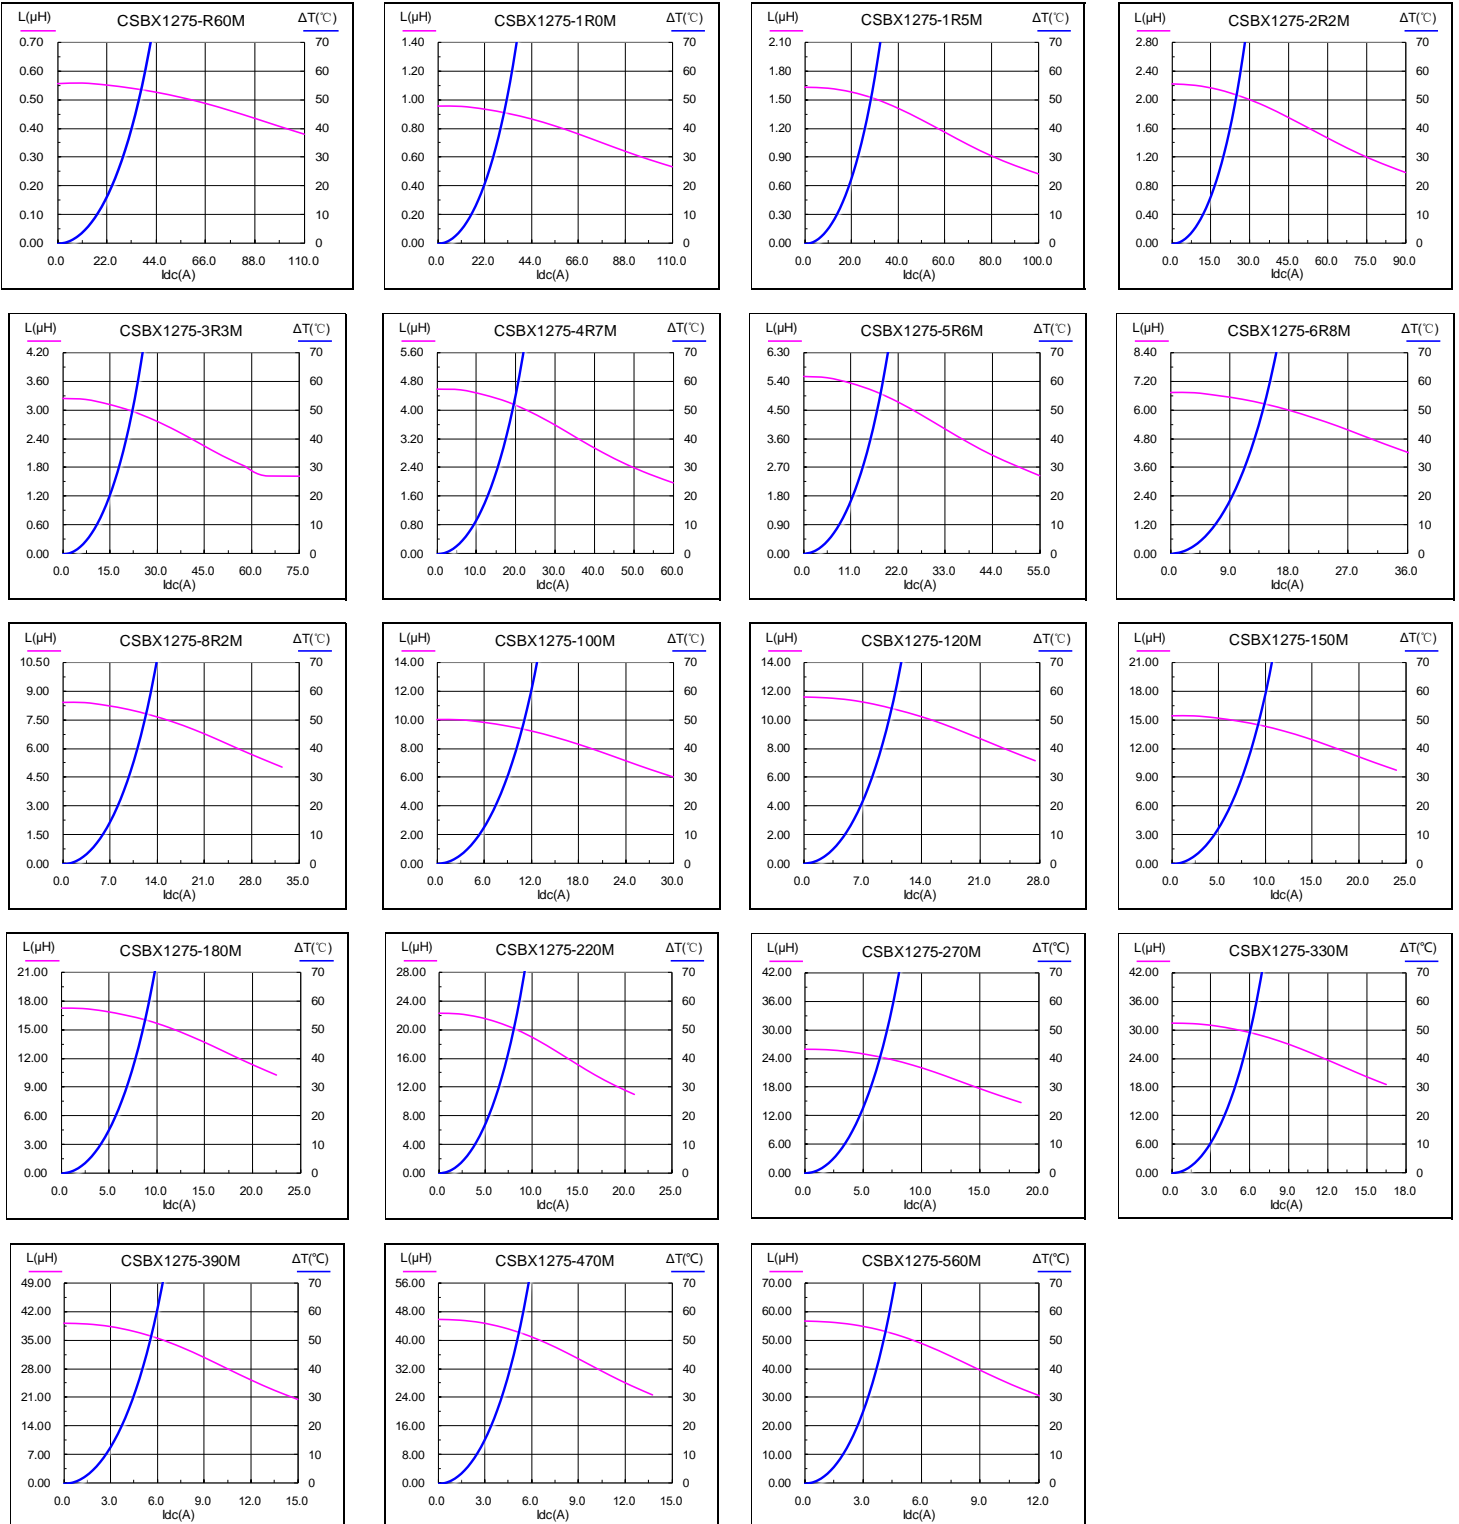 L(μH) CSBX1275-R60M ΔT(℃)
0.70 70
0.60 60
0.50 50
0.40 40
0.30 30
0.20 20
0.10 10
0.00 0
0.0 22.0 44.0 66.0 88.0 110.0
Idc(A)
L(μH) CSBX1275-1R0M ΔT(℃)
1.40 70
1.20 60
1.00 50
0.80 40
0.60 30
0.40 20
0.20 10
0.00 0
0.0 22.0 44.0 66.0 88.0 110.0
Idc(A)
L(μH) CSBX1275-1R5M ΔT(℃)
2.10 70
1.80 60
1.50 50
1.20 40
0.90 30
0.60 20
0.30 10
0.00 0
0.0 20.0 40.0 60.0 80.0 100.0
Idc(A)
L(μH) CSBX1275-2R2M ΔT(℃)
2.80 70
2.40 60
2.00 50
1.60 40
1.20 30
0.80 20
0.40 10
0.00 0
0.0 15.0 30.0 45.0 60.0 75.0 90.0
Idc(A)
L(μH) CSBX1275-3R3M ΔT(℃)
4.20 70
3.60 60
3.00 50
2.40 40
1.80 30
1.20 20
0.60 10
0.00 0
0.0 15.0 30.0 45.0 60.0 75.0
Idc(A)
L(μH) CSBX1275-4R7M ΔT(℃)
5.60 70
4.80 60
4.00 50
3.20 40
2.40 30
1.60 20
0.80 10
0.00 0
0.0 10.0 20.0 30.0 40.0 50.0 60.0
Idc(A)
L(μH) CSBX1275-5R6M ΔT(℃)
6.30 70
5.40 60
4.50 50
3.60 40
2.70 30
1.80 20
0.90 10
0.00 0
0.0 11.0 22.0 33.0 44.0 55.0
Idc(A)
L(μH) CSBX1275-6R8M ΔT(℃)
8.40 70
7.20 60
6.00 50
4.80 40
3.60 30
2.40 20
1.20 10
0.00 0
0.0 9.0 18.0 27.0 36.0
Idc(A)
L(μH) CSBX1275-8R2M ΔT(℃)
10.50 70
9.00 60
7.50 50
6.00 40
4.50 30
3.00 20
1.50 10
0.00 0
0.0 7.0 14.0 21.0 28.0 35.0
Idc(A)
L(μH) CSBX1275-100M ΔT(℃)
14.00 70
12.00 60
10.00 50
8.00 40
6.00 30
4.00 20
2.00 10
0.00 0
0.0 6.0 12.0 18.0 24.0 30.0
Idc(A)
L(μH) CSBX1275-120M ΔT(℃)
14.00 70
12.00 60
10.00 50
8.00 40
6.00 30
4.00 20
2.00 10
0.00 0
0.0 7.0 14.0 21.0 28.0
Idc(A)
L(μH) CSBX1275-150M ΔT(℃)
21.00 70
18.00 60
15.00 50
12.00 40
9.00 30
6.00 20
3.00 10
0.00 0
0.0 5.0 10.0 15.0 20.0 25.0
Idc(A)
L(μH) CSBX1275-180M ΔT(℃)
21.00 70
18.00 60
15.00 50
12.00 40
9.00 30
6.00 20
3.00 10
0.00 0
0.0 5.0 10.0 15.0 20.0 25.0
Idc(A)
L(μH) CSBX1275-220M ΔT(℃)
28.00 70
24.00 60
20.00 50
16.00 40
12.00 30
8.00 20
4.00 10
0.00 0
0.0 5.0 10.0 15.0 20.0 25.0
Idc(A)
L(μH) CSBX1275-270M ΔT(℃)
42.00 70
36.00 60
30.00 50
24.00 40
18.00 30
12.00 20
6.00 10
0.00 0
0.0 5.0 10.0 15.0 20.0
Idc(A)
L(μH) CSBX1275-330M ΔT(℃)
42.00 70
36.00 60
30.00 50
24.00 40
18.00 30
12.00 20
6.00 10
0.00 0
0.0 3.0 6.0 9.0 12.0 15.0 18.0
Idc(A)
L(μH) CSBX1275-390M ΔT(℃)
49.00 70
42.00 60
35.00 50
28.00 40
21.00 30
14.00 20
7.00 10
0.00 0
0.0 3.0 6.0 9.0 12.0 15.0
Idc(A)
L(μH) CSBX1275-470M ΔT(℃)
56.00 70
48.00 60
40.00 50
32.00 40
24.00 30
16.00 20
8.00 10
0.00 0
0.0 3.0 6.0 9.0 12.0 15.0
Idc(A)
L(μH) CSBX1275-560M ΔT(℃)
70.00 70
60.00 60
50.00 50
40.00 40
30.00 30
20.00 20
10.00 10
0.00 0
0.0 3.0 6.0 9.0 12.0
Idc(A)